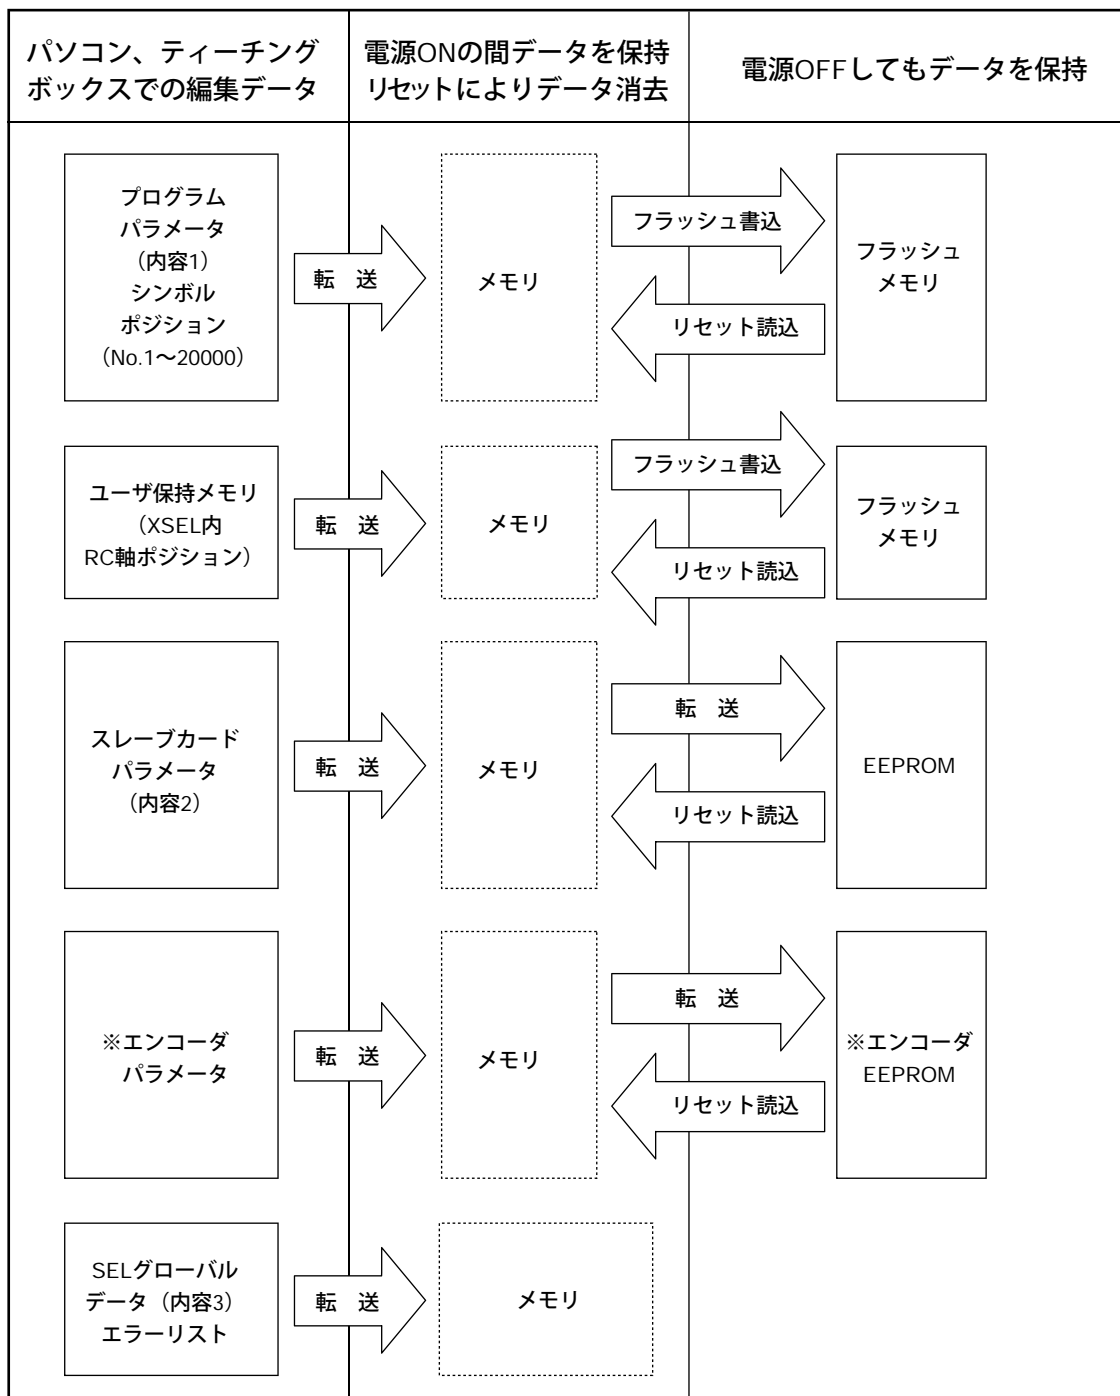 パソコン、ティーチング
ボックスでの編集データ
電源ONの間データを保持
リセットによりデータ消去
電源OFFしてもデータを保持
プログラム
パラメータ
（内容1）
シンボル
ポジション
（No.1～20000）
転 送
メモリ
フラッシュ書込
リセット読込
フラッシュ
メモリ
ユーザ保持メモリ
（XSEL内
RC軸ポジション）
転 送
メモリ
フラッシュ書込
リセット読込
フラッシュ
メモリ
スレーブカード
パラメータ
（内容2）
転 送
メモリ
転 送
リセット読込
EEPROM
※エンコーダ
パラメータ
転 送
メモリ
転 送
リセット読込
※エンコーダ
EEPROM
SELグローバル
データ（内容3）
エラーリスト
転 送
メモリ